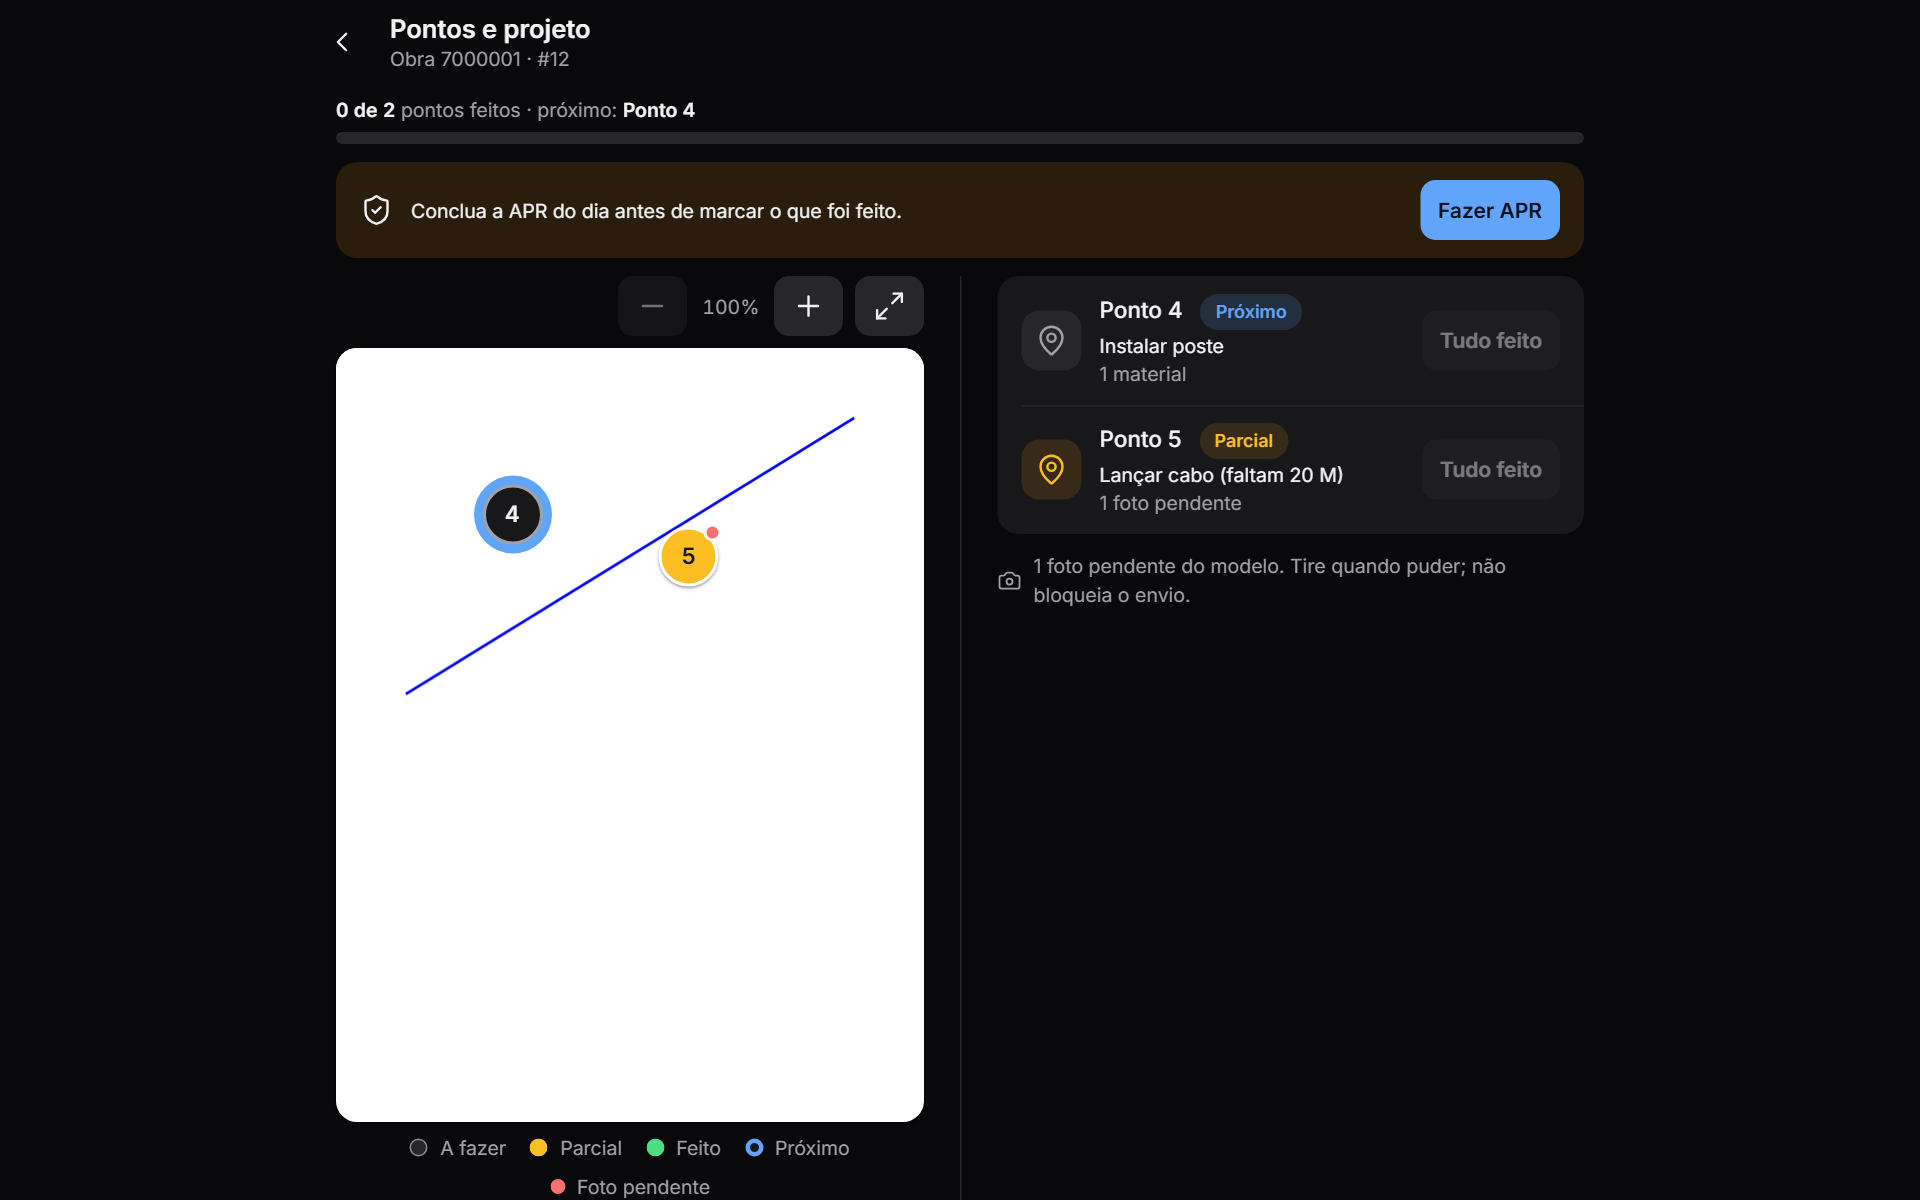 Pontos e projeto
Obra 7000001 · #12
0 de 2 pontos feitos · próximo: Ponto 4
Conclua a APR do dia antes de marcar o que foi feito.
Fazer APR
100%
4
5
A fazer
Parcial
Feito
Próximo
Foto pendente
Ponto 4
Próximo
Instalar poste
1 material
Tudo feito
Ponto 5
Parcial
Lançar cabo (faltam 20 M)
1 foto pendente
Tudo feito
1 foto pendente do modelo. Tire quando puder; não
bloqueia o envio.